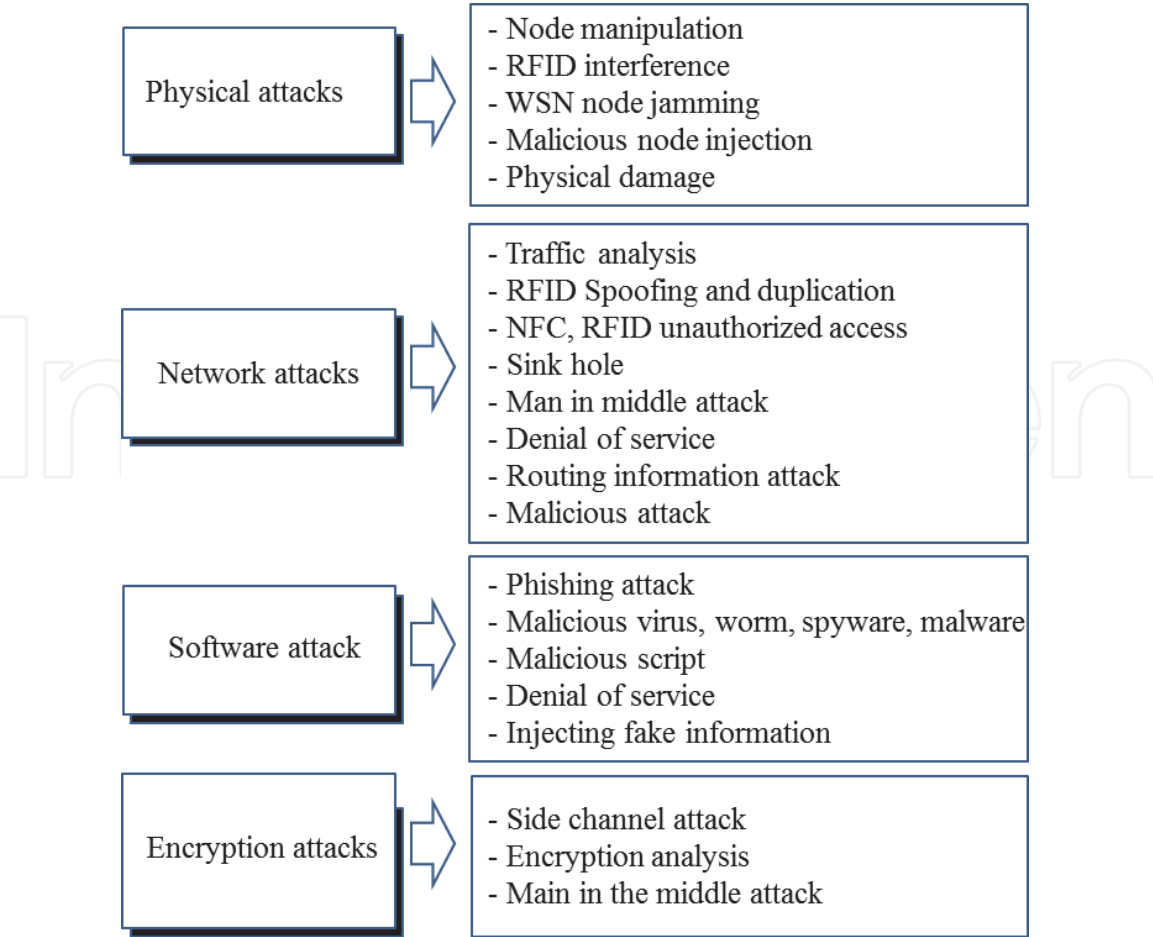 Physical attacks
- Node manipulation
- RFID interference
- WSN node jamming
- Malicious node injection
- Physical damage
Network attacks
- Traffic analysis
- RFID Spoofing and duplication
- NFC, RFID unauthorized access
- Sink hole
- Man in middle attack
- Denial of service
- Routing information attack
- Malicious attack
Software attack
- Phishing attack
- Malicious virus, worm, spyware, malware
- Malicious script
- Denial of service
- Injecting fake information
Encryption attacks
- Side channel attack
- Encryption analysis
- Main in the middle attack